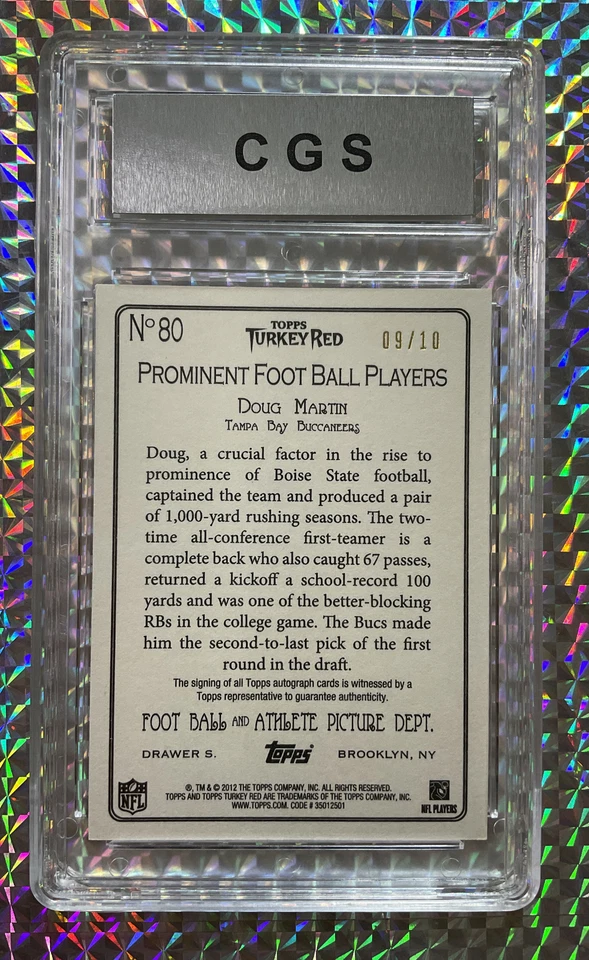 CGS
Nº 80
TOPPS
TURKEY RED
09/10
PROMINENT FOOT BALL PLAYERS
DOUG MARTIN
TAMPA BAY BUCCANEERS
Doug, a crucial factor in the rise to
prominence of Boise State football,
captained the team and produced a pair
of 1,000-yard rushing seasons. The two-
time all-conference first-teamer is a
complete back who also caught 67 passes,
returned a kickoff a school-record 100
yards and was one of the better-blocking
RBs in the college game. The Bucs made
him the second-to-last pick of the first
round in the draft.
The signing of all Topps autograph cards is witnessed by a
Topps representative to guarantee authenticity.
FOOT BALL AND ATHLETE PICTURE DEPT.
DRAWER S. topps BROOKLYN, NY
NFL
®, TM & © 2012 THE TOPPS COMPANY, INC. ALL RIGHTS RESERVED.
TOPPS AND TOPPS TURKEY RED ARE TRADEMARKS OF THE TOPPS COMPANY, INC.
WWW.TOPPS.COM. CODE # 35012501
NFL PLAYERS